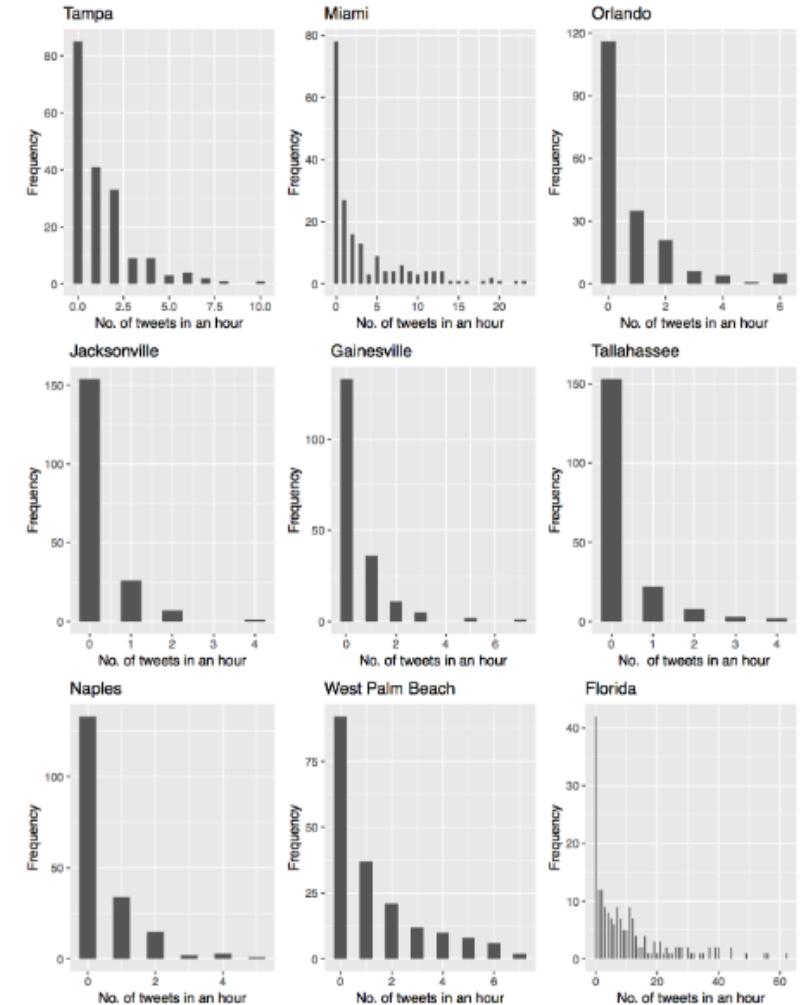 Tampa
Miami
Orlando
Frequency
80
60
40
20
0
0.0 2.5 5.0 7.5 10.0
No. of tweets in an hour
Frequency
80
60
40
20
0
0 5 10 15 20
No. of tweets in an hour
Frequency
120
90
60
30
0
0 2 4 6
No. of tweets in an hour
Jacksonville
Gainesville
Tallahassee
Frequency
150
100
50
0
0 1 2 3 4
No. of tweets in an hour
Frequency
100
50
0
0 2 4 6
No. of tweets in an hour
Frequency
150
100
50
0
0 1 2 3 4
No. of tweets in an hour
Naples
West Palm Beach
Florida
Frequency
100
50
0
0 2 4
No. of tweets in an hour
Frequency
75
50
25
0
0 2 4 6
No. of tweets in an hour
Frequency
40
30
20
10
0
0 20 40 60
No. of tweets in an hour